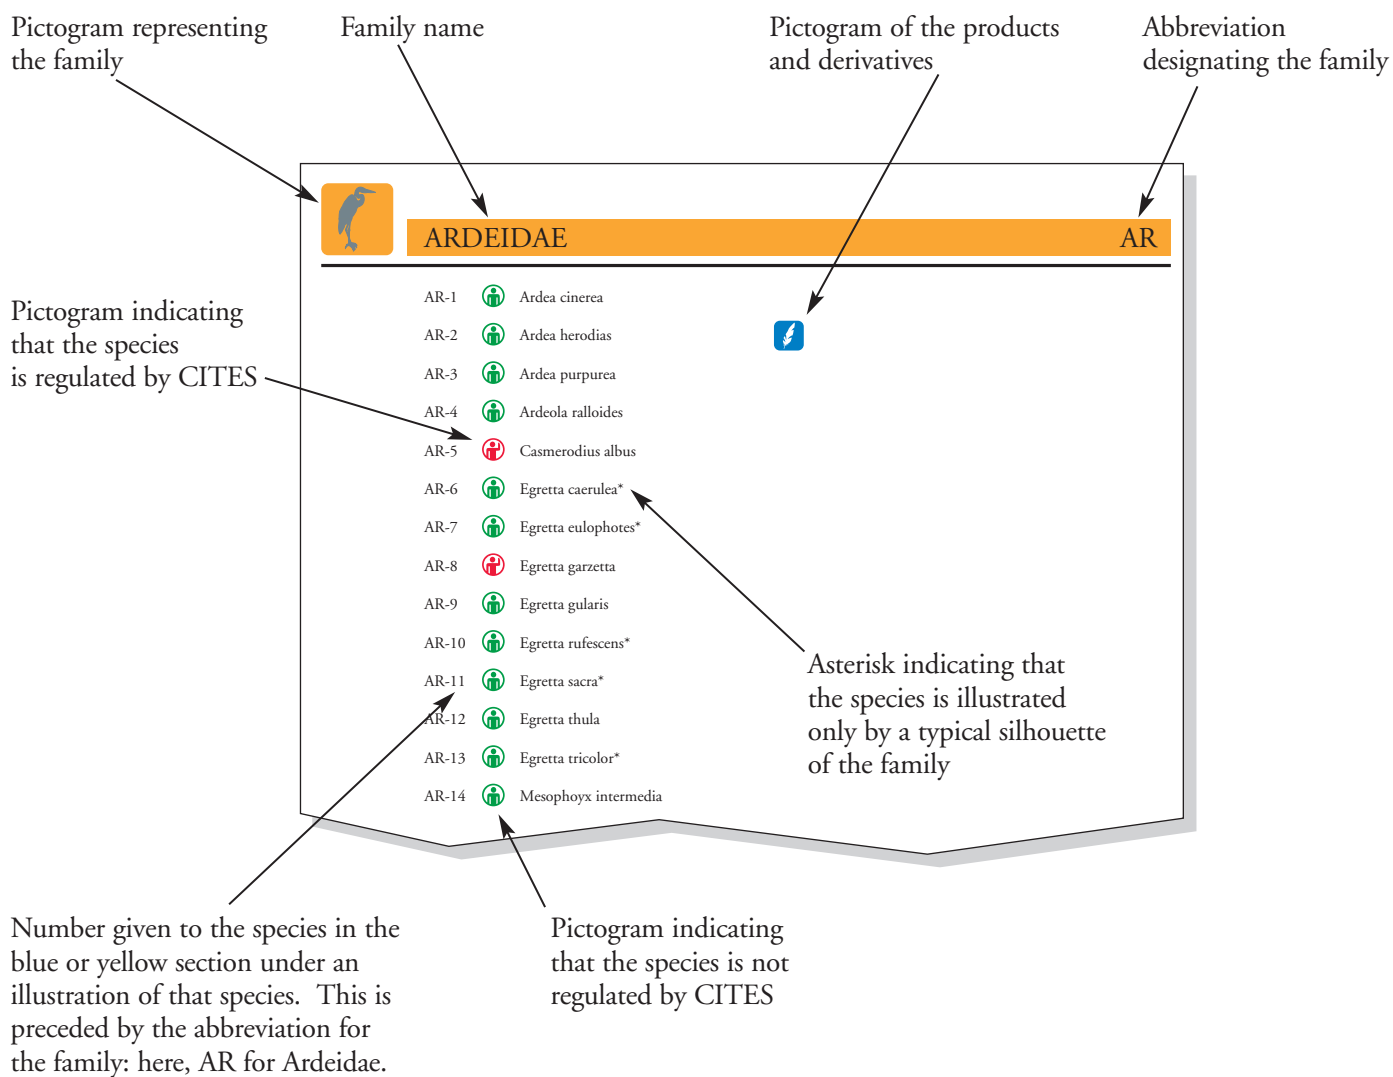 Pictogram representing
the family
Family name
Pictogram of the products
and derivatives
Abbreviation
designating the family
ARDEIDAE
AR
AR-1 Ardea cinerea
AR-2 Ardea herodias
AR-3 Ardea purpurea
AR-4 Ardeola ralloides
AR-5 Casmerodius albus
AR-6 Egretta caerulea*
AR-7 Egretta eulophotes*
AR-8 Egretta garzetta
AR-9 Egretta gularis
AR-10 Egretta rufescens*
AR-11 Egretta sacra*
AR-12 Egretta thula
AR-13 Egretta tricolor*
AR-14 Mesophoyx intermedia
Pictogram indicating
that the species
is regulated by CITES
Asterisk indicating that
the species is illustrated
only by a typical silhouette
of the family
Number given to the species in the
blue or yellow section under an
illustration of that species. This is
preceded by the abbreviation for
the family: here, AR for Ardeidae.
Pictogram indicating
that the species is not
regulated by CITES